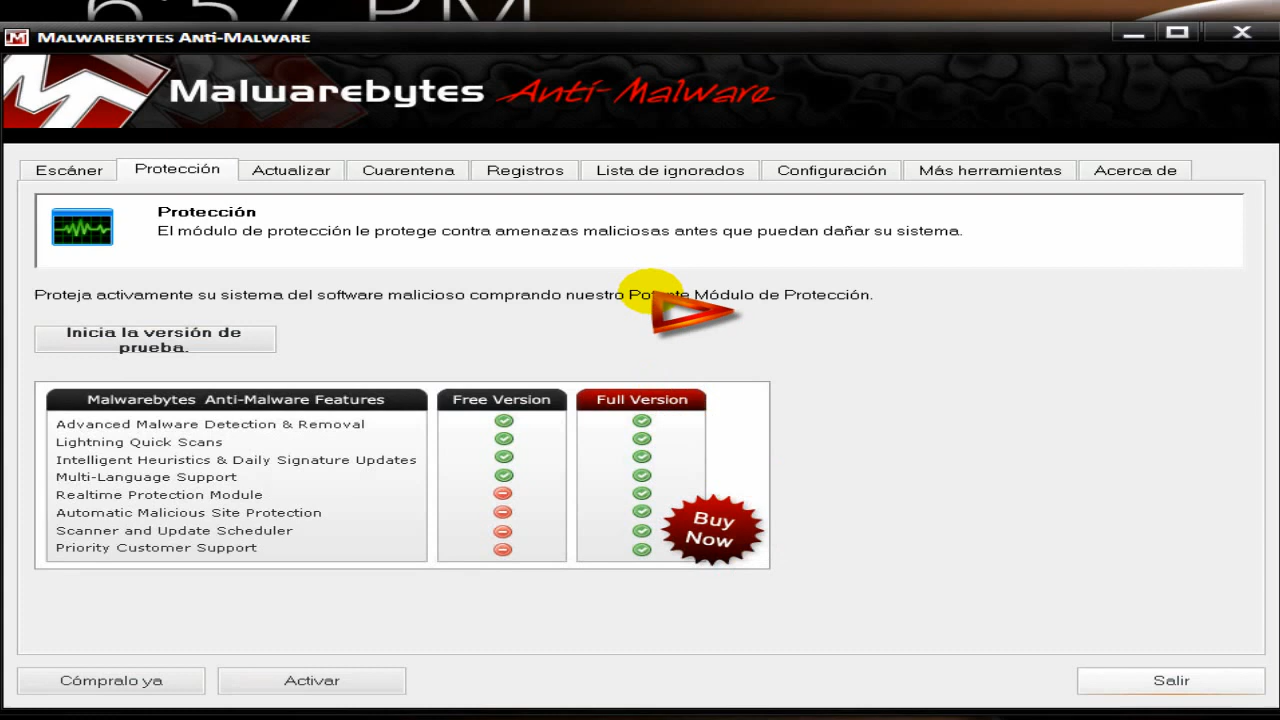 6:57 PM
Malwarebytes Anti-Malware
Malwarebytes Anti-Malware
Escáner
Protección
Actualizar
Cuarentena
Registros
Lista de ignorados
Configuración
Más herramientas
Acerca de
Protección
El módulo de protección le protege contra amenazas maliciosas antes que puedan dañar su sistema.
Proteja activamente su sistema del software malicioso comprando nuestro Potente Módulo de Protección.
Inicia la versión de
prueba.
Malwarebytes Anti-Malware Features
Free Version
Full Version
Advanced Malware Detection & Removal
Lightning Quick Scans
Intelligent Heuristics & Daily Signature Updates
Multi-Language Support
Realtime Protection Module
Automatic Malicious Site Protection
Scanner and Update Scheduler
Priority Customer Support
Buy
Now
Cómpralo ya
Activar
Salir